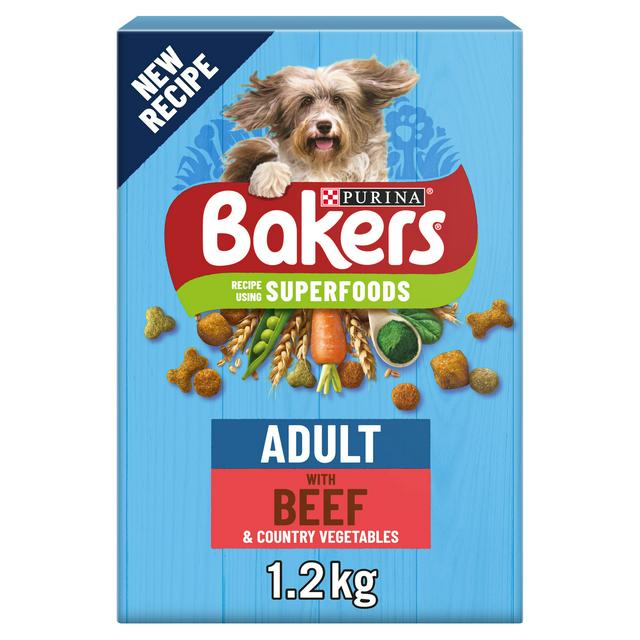 NEW
RECIPE
PURINA®
Bakers®
RECIPE
USING SUPERFOODS
ADULT
WITH
BEEF
& COUNTRY VEGETABLES
1.2kg